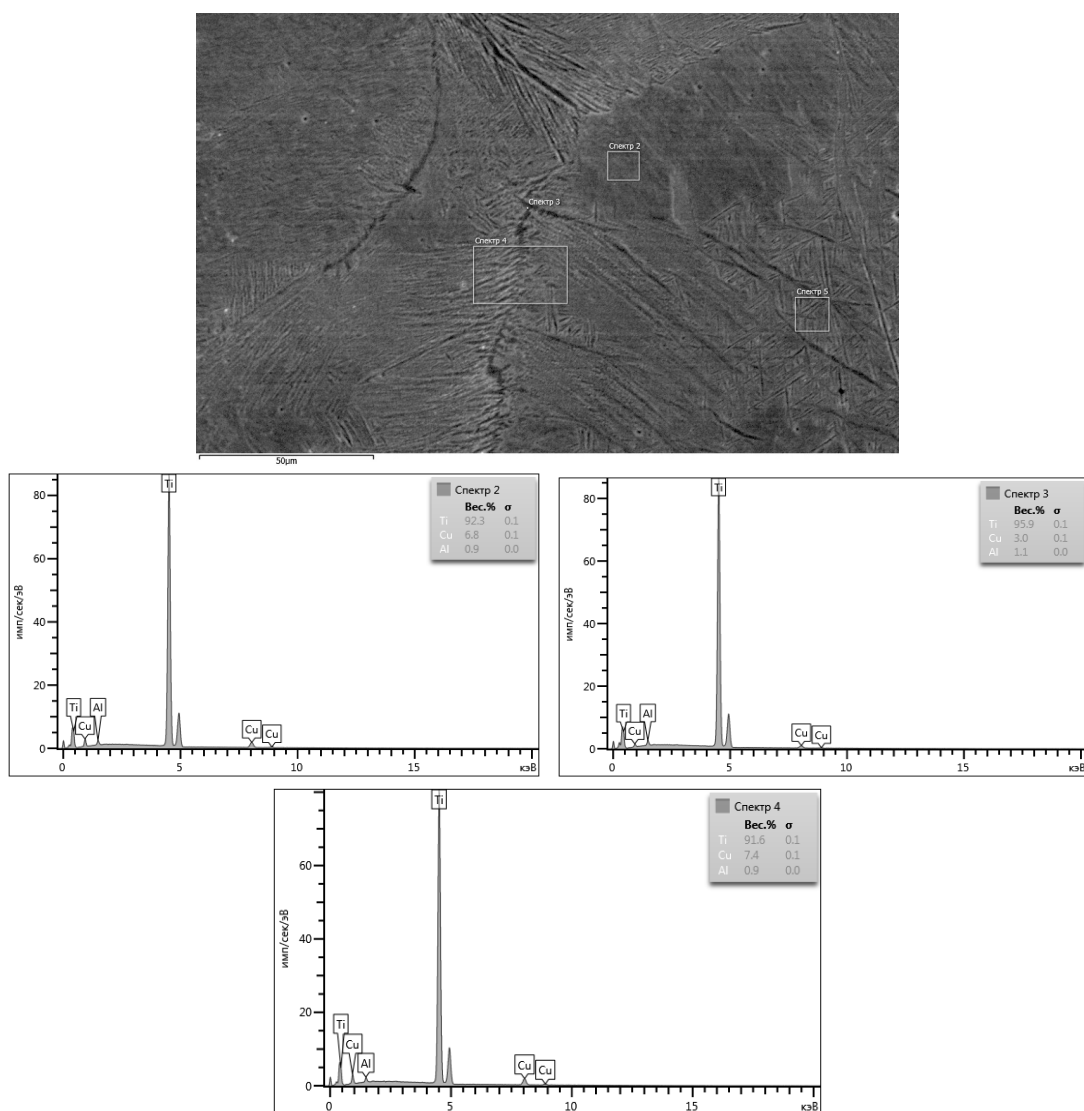 Спектр 2
Спектр 3
Спектр 4
Спектр 5
50μm
Ti
Спектр 2
Вес.% σ
Ti 92.3 0.1
Cu 6.8 0.1
Al 0.9 0.0
80
60
40
20
0
имп/сек/эВ
Ti
Cu
Al
Cu
Cu
0 5 10 15 кэВ
Ti
Спектр 3
Вес.% σ
Ti 95.9 0.1
Cu 3.0 0.1
Al 1.1 0.0
80
60
40
20
0
имп/сек/эВ
Ti
Cu
Al
Cu
Cu
0 5 10 15 кэВ
Ti
Спектр 4
Вес.% σ
Ti 91.6 0.1
Cu 7.4 0.1
Al 0.9 0.0
60
40
20
0
имп/сек/эВ
Ti
Cu
Al
Cu
Cu
0 5 10 15 кэВ